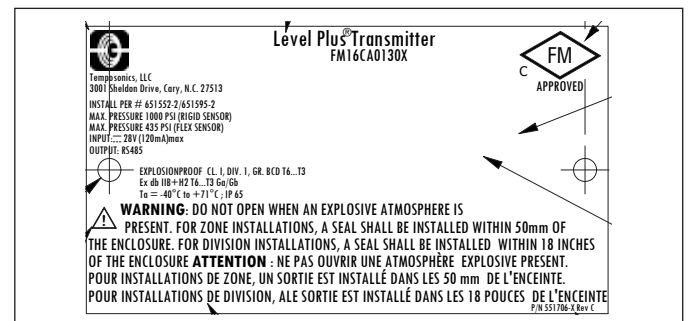 Level Plus® Transmitter
FM16CA0130X
FM
C
APPROVED
Temposonics, LLC
3001 Sheldon Drive, Cary, N.C. 27513
INSTALL PER # 651552-2/651595-2
MAX. PRESSURE 1000 PSI (RIGID SENSOR)
MAX. PRESSURE 435 PSI (FLEX SENSOR)
INPUT:⎓ 28V (120mA)max
OUTPUT: RS485
EXPLOSIONPROOF CL. I, DIV. 1, GR. BCD T6...T3
Ex db IIB+H2 T6...T3 Ga/Gb
Ta = -40°C to +71°C ; IP 65
WARNING: DO NOT OPEN WHEN AN EXPLOSIVE ATMOSPHERE IS
PRESENT. FOR ZONE INSTALLATIONS, A SEAL SHALL BE INSTALLED WITHIN 50mm OF
THE ENCLOSURE. FOR DIVISION INSTALLATIONS, A SEAL SHALL BE INSTALLED WITHIN 18 INCHES
OF THE ENCLOSURE ATTENTION : NE PAS OUVRIR UNE ATMOSPHÈRE EXPLOSIVE PRESENT.
POUR INSTALLATIONS DE ZONE, UN SORTIE EST INSTALLÉ DANS LES 50 mm DE L'ENCEINTE.
POUR INSTALLATIONS DE DIVISION, ALE SORTIE EST INSTALLÉ DANS LES 18 POUCES DE L'ENCEINTE
P/N 551706-X Rev C